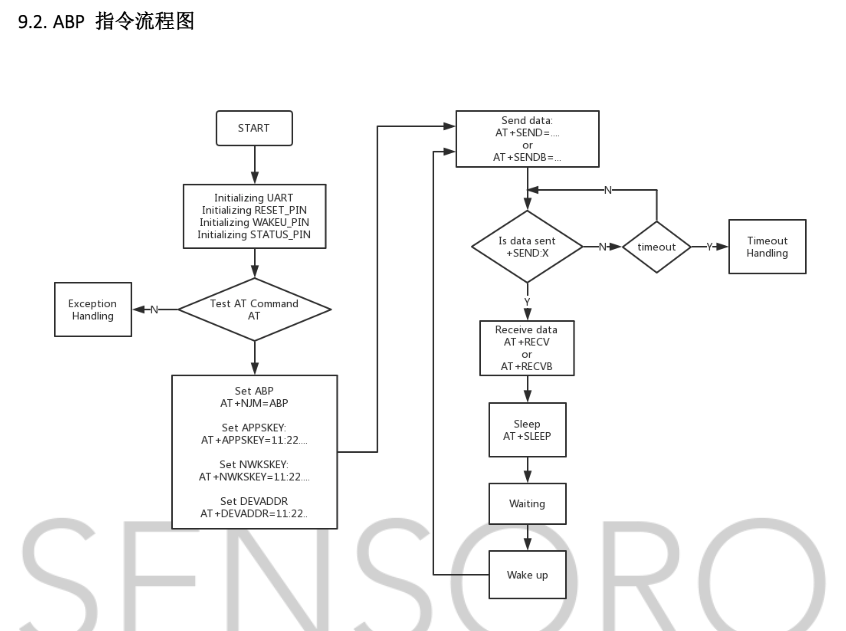 9.2. ABP 指令流程图
START
Initializing UART
Initializing RESET_PIN
Initializing WAKEU_PIN
Initializing STATUS_PIN
Test AT Command
AT
N
Exception
Handling
Set ABP
AT+NJM=ABP
Set APPSKEY:
AT+APPSKEY=11:22....
Set NWKSKEY:
AT+NWKSKEY=11:22....
Set DEVADDR
AT+DEVADDR=11:22..
Send data:
AT+SEND=....
or
AT+SENDB=...
N
Is data sent
+SEND:X
N
timeout
Y
Timeout
Handling
Y
Receive data
AT+RECV
or
AT+RECVB
Sleep
AT+SLEEP
Waiting
Wake up
SENSORO